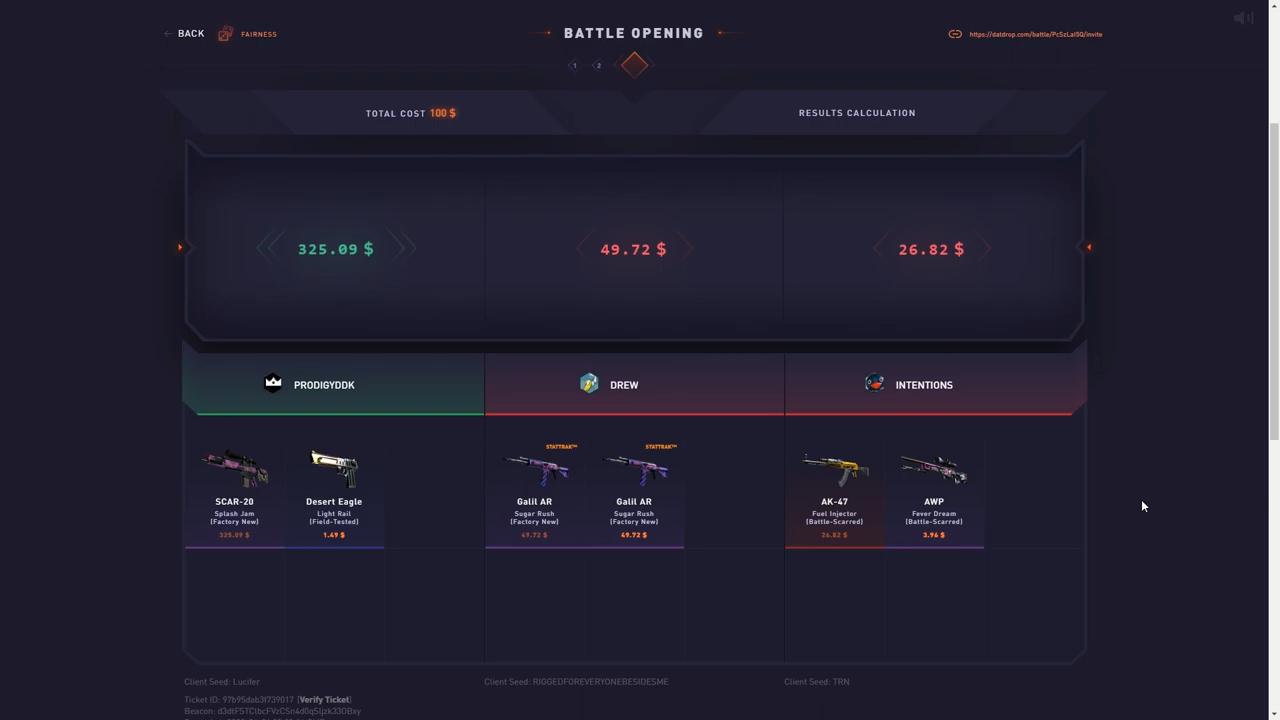 BACK
FAIRNESS
BATTLE OPENING
https://datdrop.com/battle/PcSzLaISQ/invite
1
2
TOTAL COST 100 $
RESULTS CALCULATION
325.09 $
49.72 $
26.82 $
PRODIGYDDK
DREW
INTENTIONS
STATTRAK™
STATTRAK™
SCAR-20
Splash Jam
(Factory New)
325.09 $
Desert Eagle
Light Rail
(Field-Tested)
1.49 $
Galil AR
Sugar Rush
(Factory New)
49.72 $
Galil AR
Sugar Rush
(Factory New)
49.72 $
AK-47
Fuel Injector
(Battle-Scarred)
26.82 $
AWP
Fever Dream
(Battle-Scarred)
3.96 $
Client Seed: Lucifer
Client Seed: RIGGEDFOREVERYONEBESIDESME
Client Seed: TRN
Ticket ID: 97b95dab3f739017 (Verify Ticket)
Beacon: